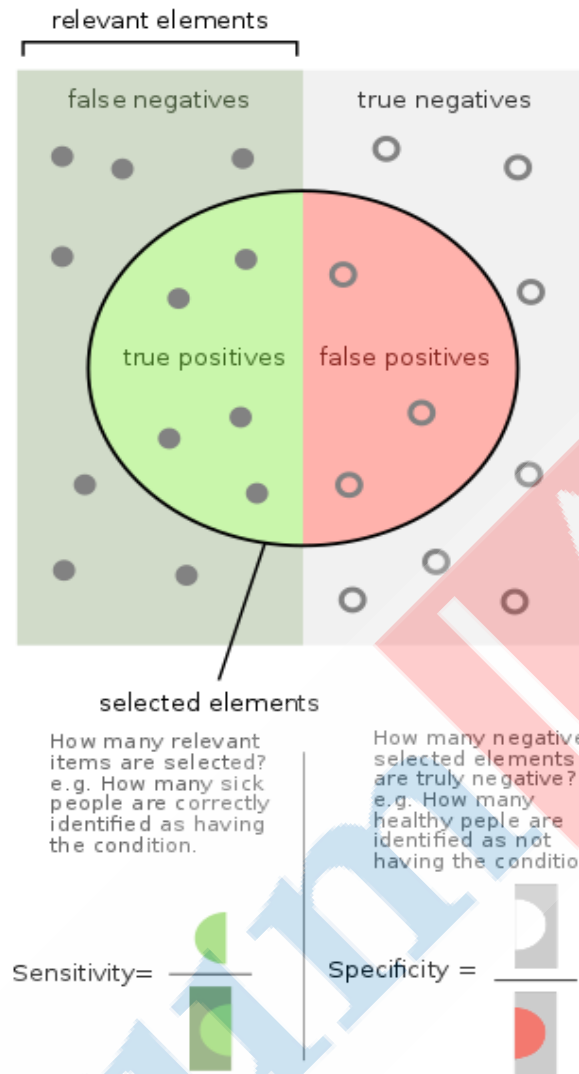 relevant elements
false negatives
true negatives
true positives
false positives
selected elements
How many relevant
items are selected?
e.g. How many sick
people are correctly
identified as having
the condition.
How many negative
selected elements
are truly negative?
e.g. How many
healthy peple are
identified as not
having the conditio
Sensitivity=
Specificity =